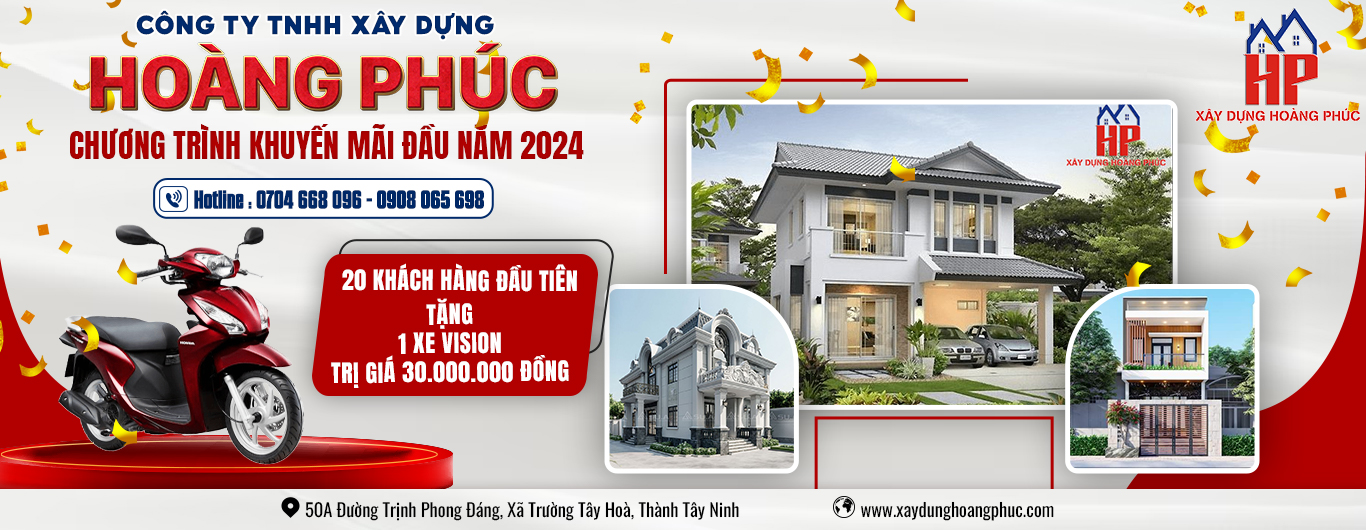 CÔNG TY TNHH XÂY DỰNG
HOÀNG PHÚC
CHƯƠNG TRÌNH KHUYẾN MÃI ĐẦU NĂM 2024
Hotline : 0704 668 096 - 0908 065 698
HP
XÂY DỰNG HOÀNG PHÚC
HP
XÂY DỰNG HOÀNG PHÚC
20 KHÁCH HÀNG ĐẦU TIÊN
TẶNG
1 XE VISION
TRỊ GIÁ 30.000.000 ĐỒNG
HONDA
50A Đường Trịnh Phong Đáng, Xã Trường Tây Hoà, Thành Tây Ninh
www.xaydunghoangphuc.com